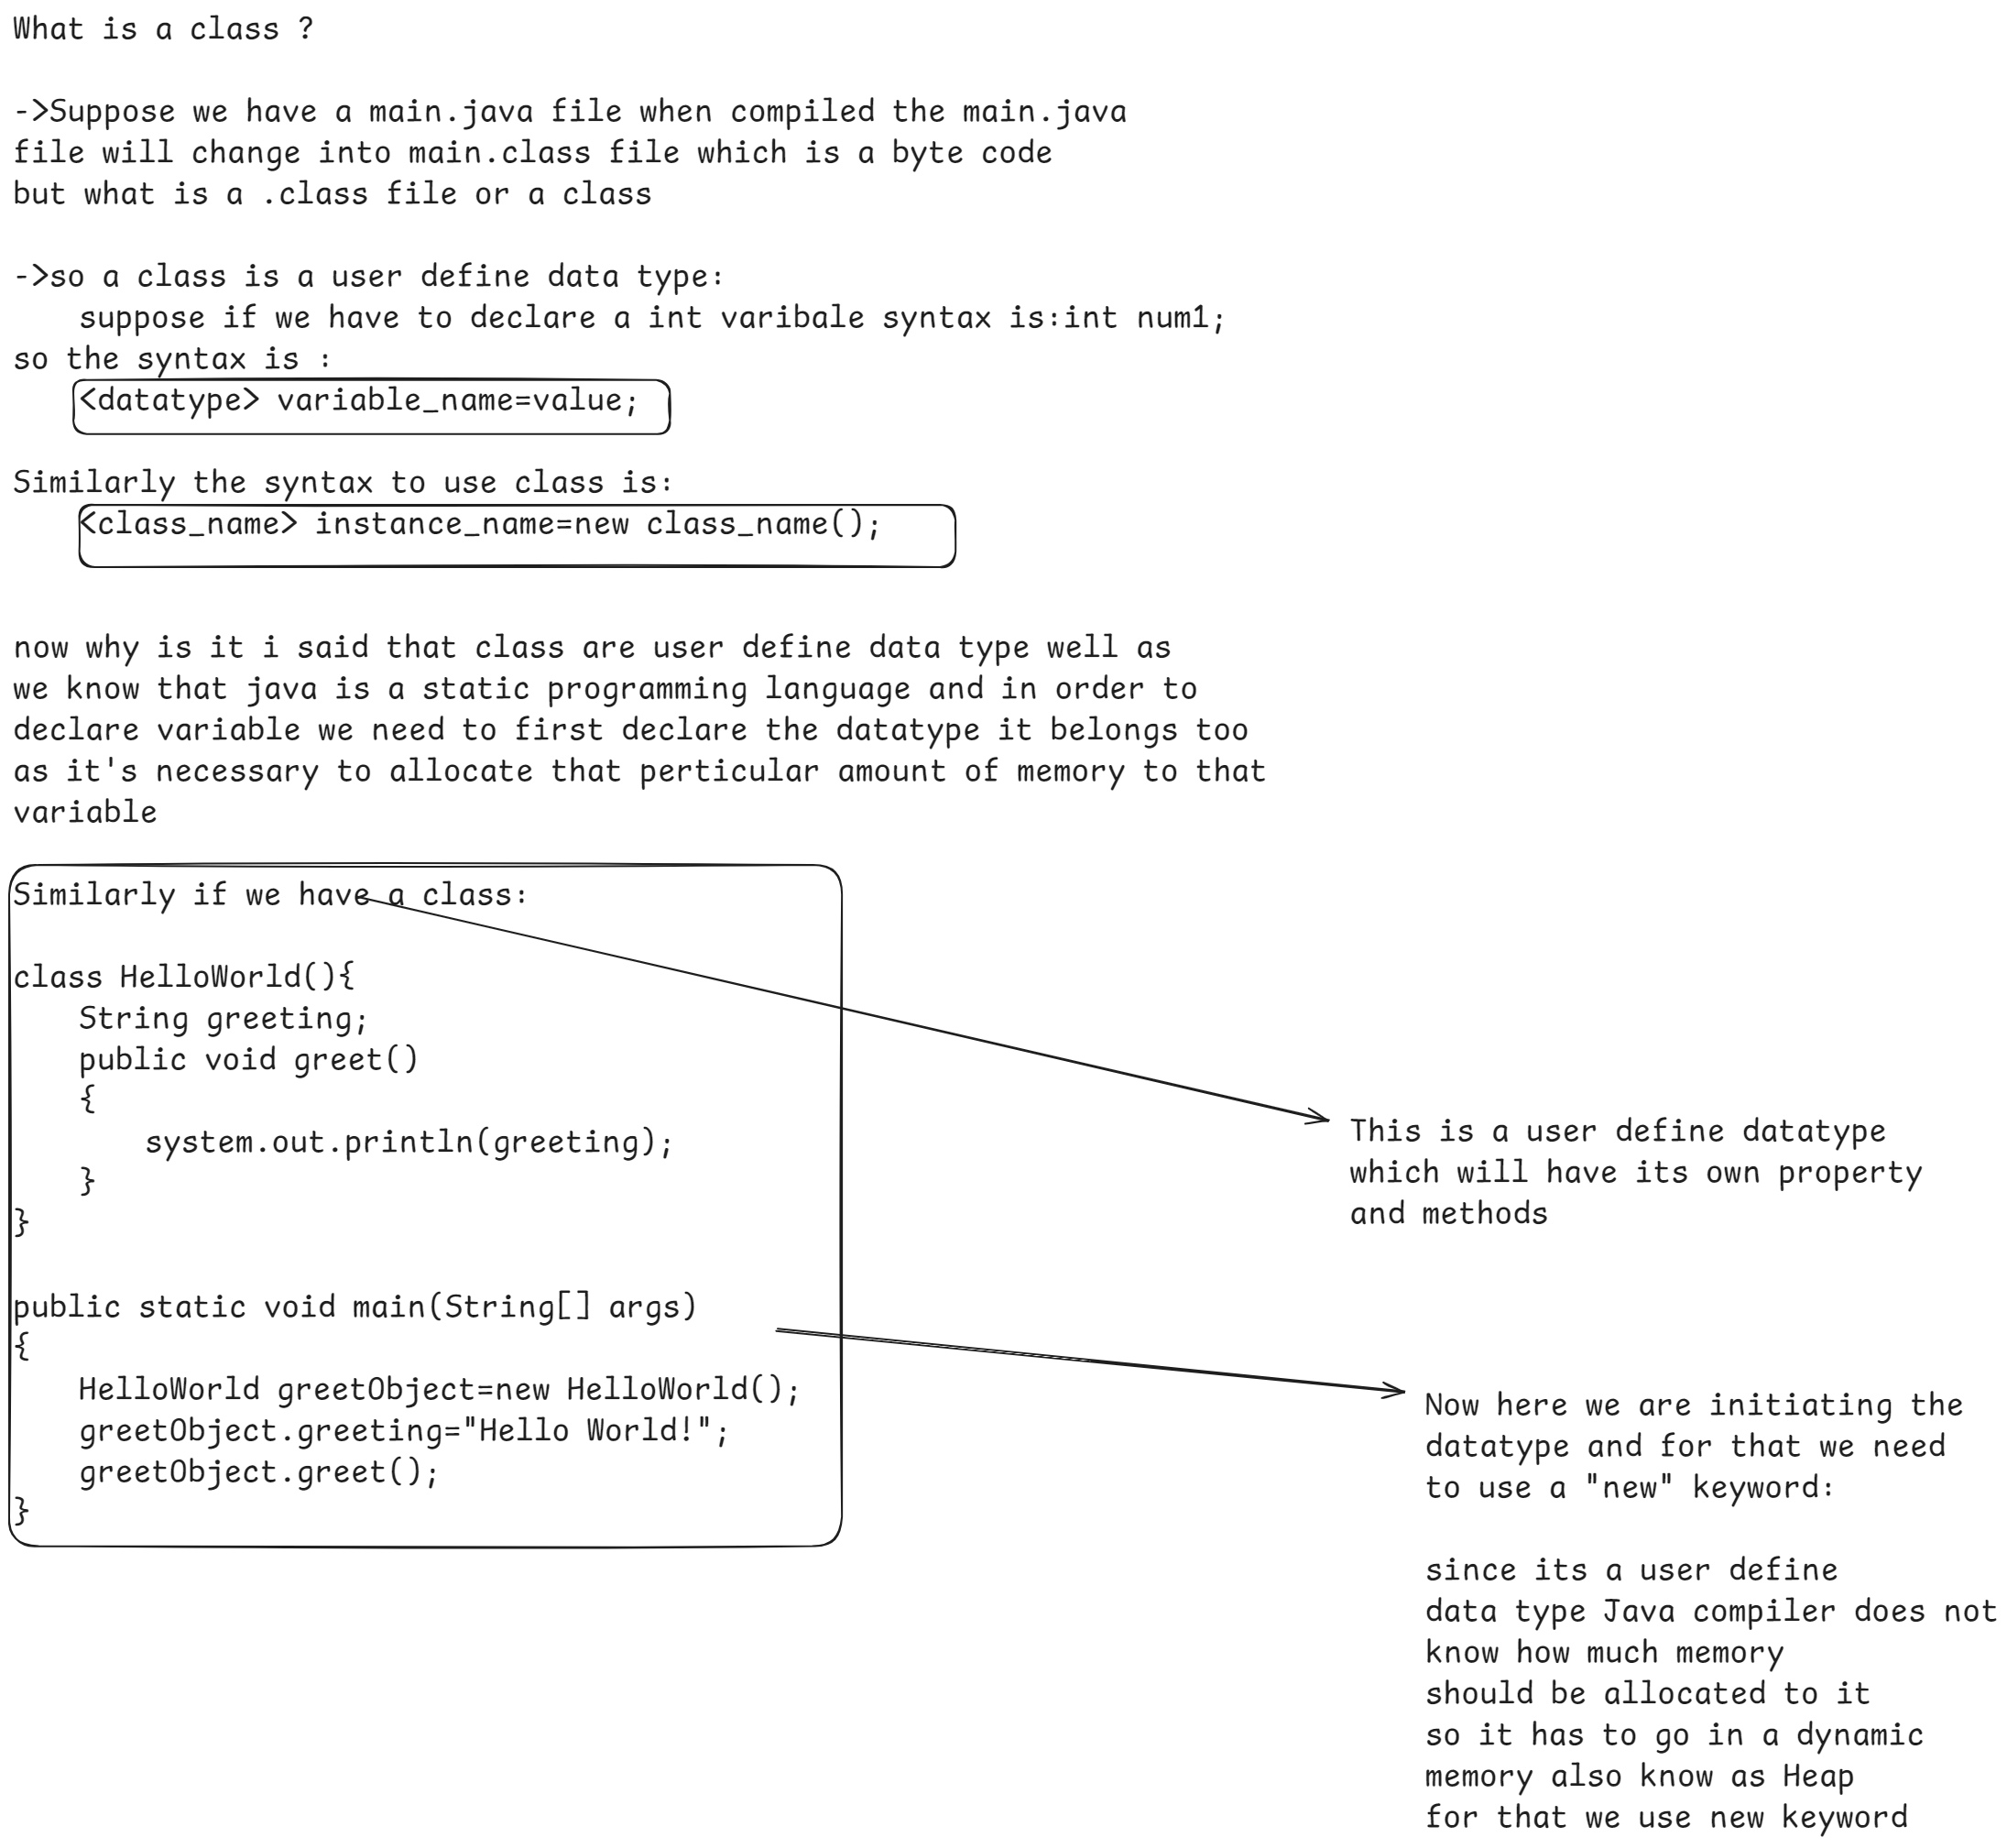 What is a class ?
->Suppose we have a main.java file when compiled the main.java
file will change into main.class file which is a byte code
but what is a .class file or a class
->so a class is a user define data type:
suppose if we have to declare a int varibale syntax is:int num1;
so the syntax is :
<datatype> variable_name=value;
Similarly the syntax to use class is:
<class_name> instance_name=new class_name();
now why is it i said that class are user define data type well as
we know that java is a static programming language and in order to
declare variable we need to first declare the datatype it belongs too
as it's necessary to allocate that perticular amount of memory to that
variable
Similarly if we have a class:
class HelloWorld(){
String greeting;
public void greet()
{
system.out.println(greeting);
}
}
public static void main(String[] args)
{
HelloWorld greetObject=new HelloWorld();
greetObject.greeting="Hello World!";
greetObject.greet();
}
This is a user define datatype
which will have its own property
and methods
Now here we are initiating the
datatype and for that we need
to use a "new" keyword:
since its a user define
data type Java compiler does not
know how much memory
should be allocated to it
so it has to go in a dynamic
memory also know as Heap
for that we use new keyword